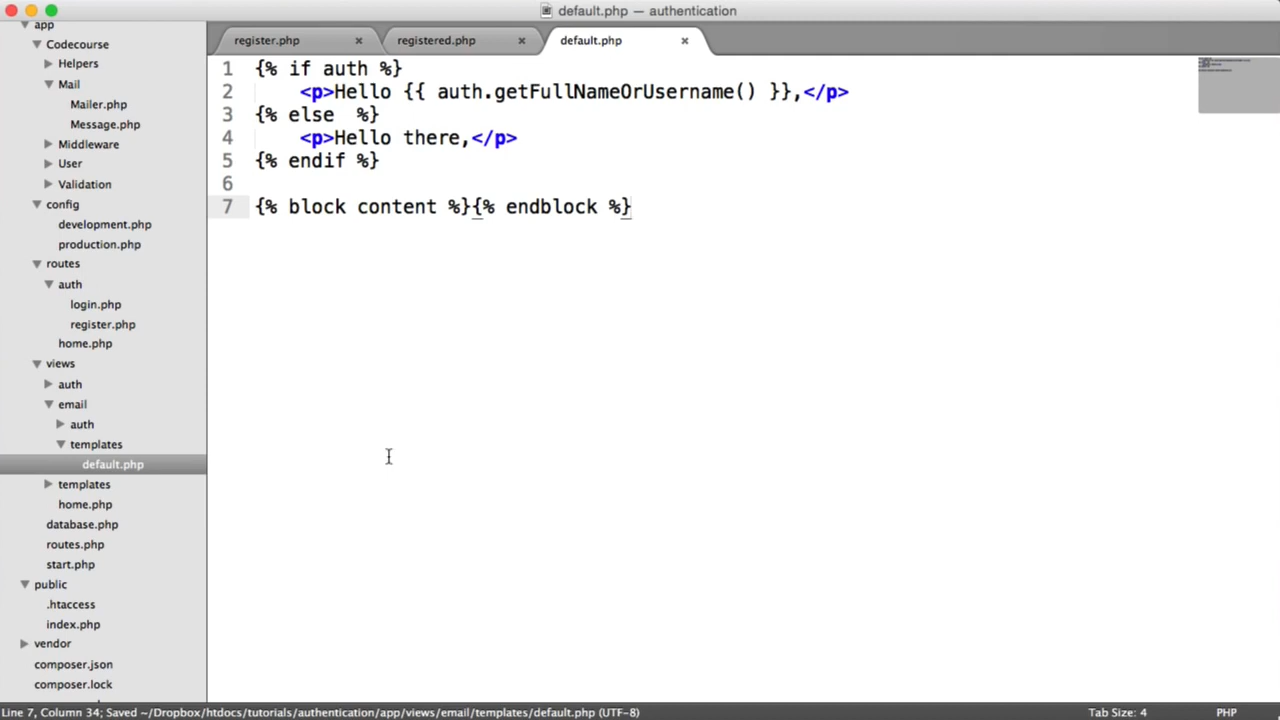 default.php — authentication
app
Codecourse
Helpers
Mail
Mailer.php
Message.php
Middleware
User
Validation
config
development.php
production.php
routes
auth
login.php
register.php
home.php
views
auth
email
auth
templates
default.php
templates
home.php
database.php
routes.php
start.php
public
.htaccess
index.php
vendor
composer.json
composer.lock
register.php × registered.php × default.php ×
1 {% if auth %}
2 <p>Hello {{ auth.getFullNameOrUsername() }},</p>
3 {% else  %}
4 <p>Hello there,</p>
5 {% endif %}
6
7 {% block content %}{% endblock %}
Line 7, Column 34; Saved ~/Dropbox/htdocs/tutorials/authentication/app/views/email/templates/default.php (UTF-8) Tab Size: 4 PHP